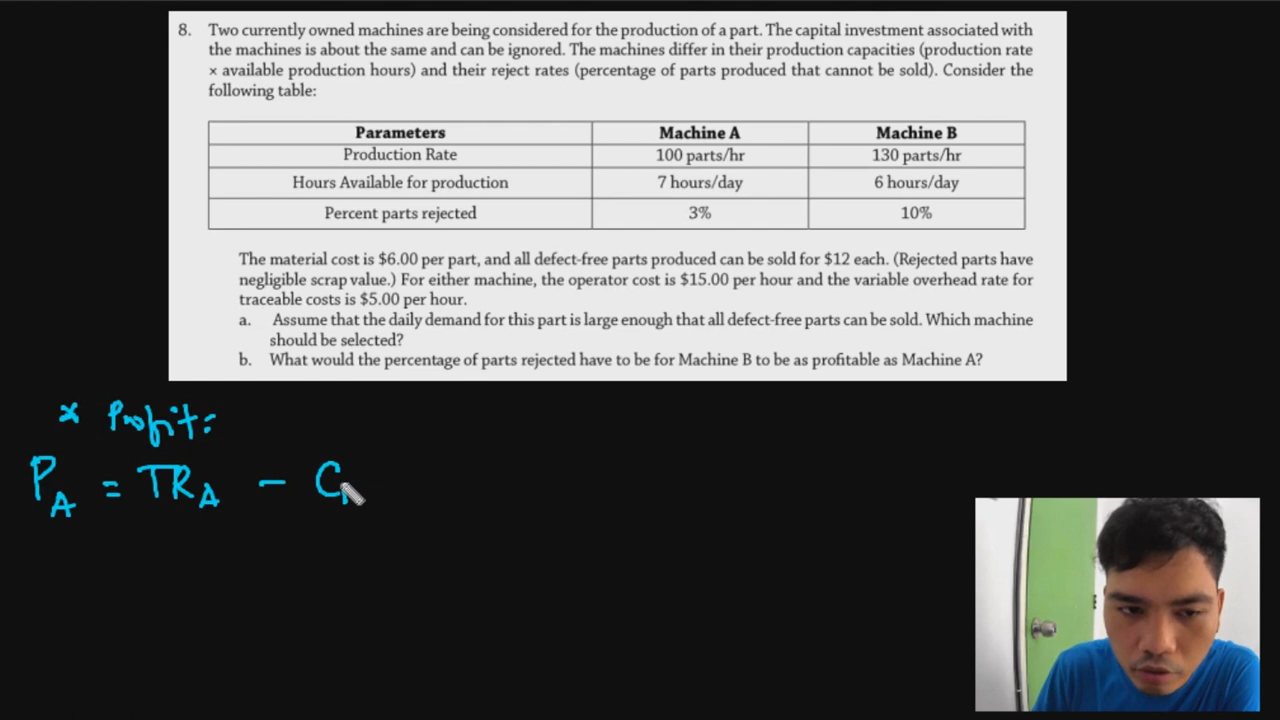 8. Two currently owned machines are being considered for the production of a part. The capital investment associated with
the machines is about the same and can be ignored. The machines differ in their production capacities (production rate
× available production hours) and their reject rates (percentage of parts produced that cannot be sold). Consider the
following table:
Parameters Machine A Machine B
Production Rate 100 parts/hr 130 parts/hr
Hours Available for production 7 hours/day 6 hours/day
Percent parts rejected 3% 10%
The material cost is $6.00 per part, and all defect-free parts produced can be sold for $12 each. (Rejected parts have
negligible scrap value.) For either machine, the operator cost is $15.00 per hour and the variable overhead rate for
traceable costs is $5.00 per hour.
a. Assume that the daily demand for this part is large enough that all defect-free parts can be sold. Which machine
should be selected?
b. What would the percentage of parts rejected have to be for Machine B to be as profitable as Machine A?
* Profit:
P_A = TR_A - C